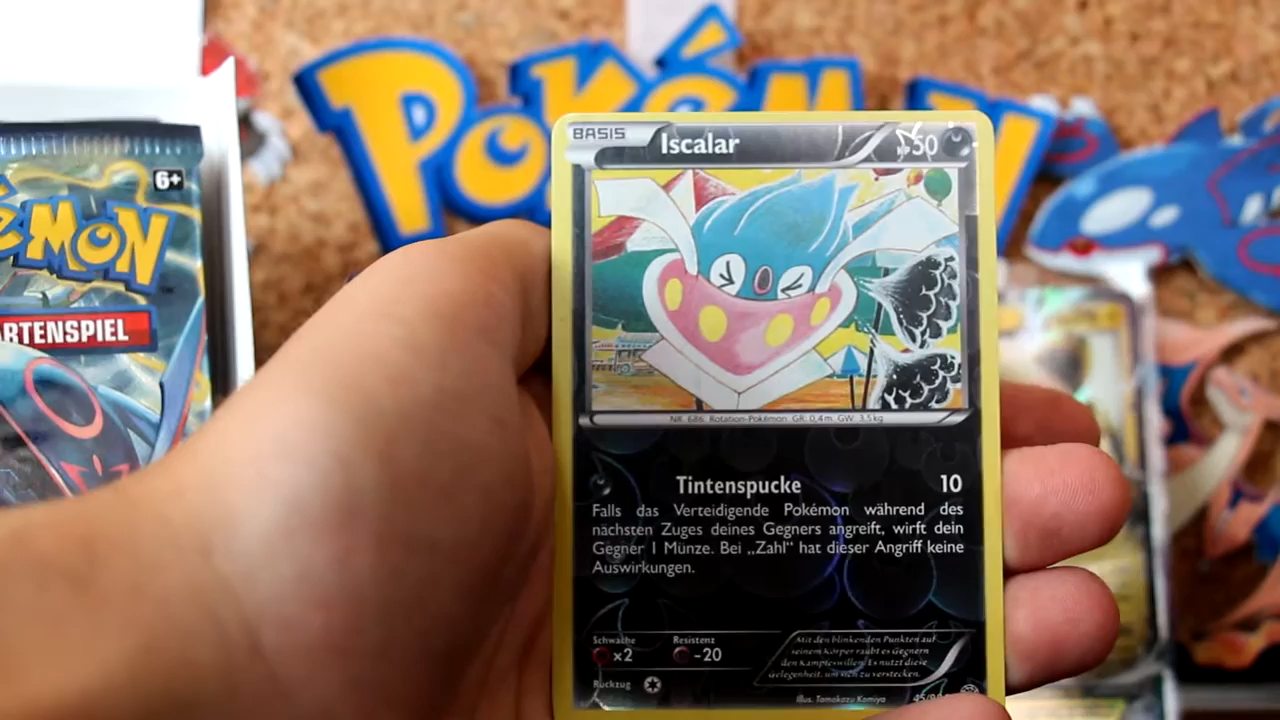 POKÉM
6+
éMON
ARTENSPIEL
BASIS Iscalar 50
NR. 686 Rotation-Pokémon GR: 0,4m GW: 3,5kg
Tintenspucke 10
Falls das Verteidigende Pokémon während des
nächsten Zuges deines Gegners angreift, wirft dein
Gegner 1 Münze. Bei „Zahl“ hat dieser Angriff keine
Auswirkungen.
Schwäche Resistenz
x2 -20
Mit den blinkenden Punkten auf
seinem Körper raubt es Gegnern
den Kampfeswillen. Es nutzt diese
Gelegenheit, um sich zu verstecken.
Rückzug
Illus. Tomokazu Komiya